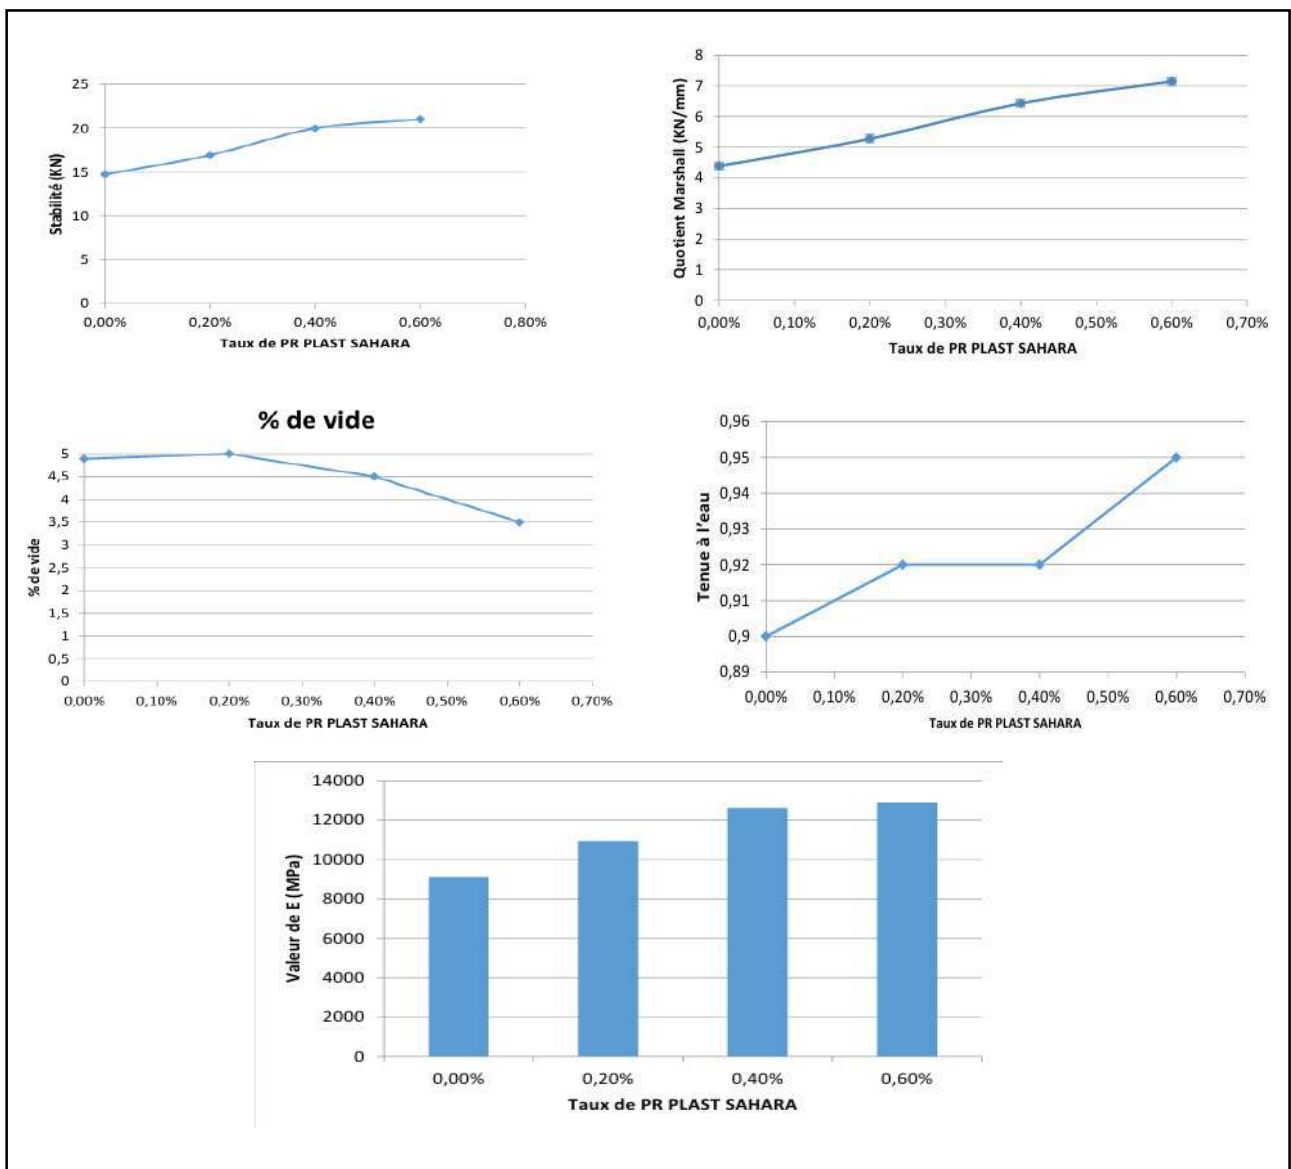 25
20
15
10
5
0
Stabilité (KN)
0,00% 0,20% 0,40% 0,60% 0,80%
Taux de PR PLAST SAHARA
8
7
6
5
4
3
2
1
0
Quotient Marshall (KN/mm)
0,00% 0,10% 0,20% 0,30% 0,40% 0,50% 0,60% 0,70%
Taux de PR PLAST SAHARA
% de vide
5
4,5
4
3,5
3
2,5
2
1,5
1
0,5
0
% de vide
0,00% 0,10% 0,20% 0,30% 0,40% 0,50% 0,60% 0,70%
Taux de PR PLAST SAHARA
0,96
0,95
0,94
0,93
0,92
0,91
0,9
0,89
Tenue à l’eau
0,00% 0,10% 0,20% 0,30% 0,40% 0,50% 0,60% 0,70%
Taux de PR PLAST SAHARA
14000
12000
10000
8000
6000
4000
2000
0
Valeur de E (MPa)
0,00% 0,20% 0,40% 0,60%
Taux de PR PLAST SAHARA